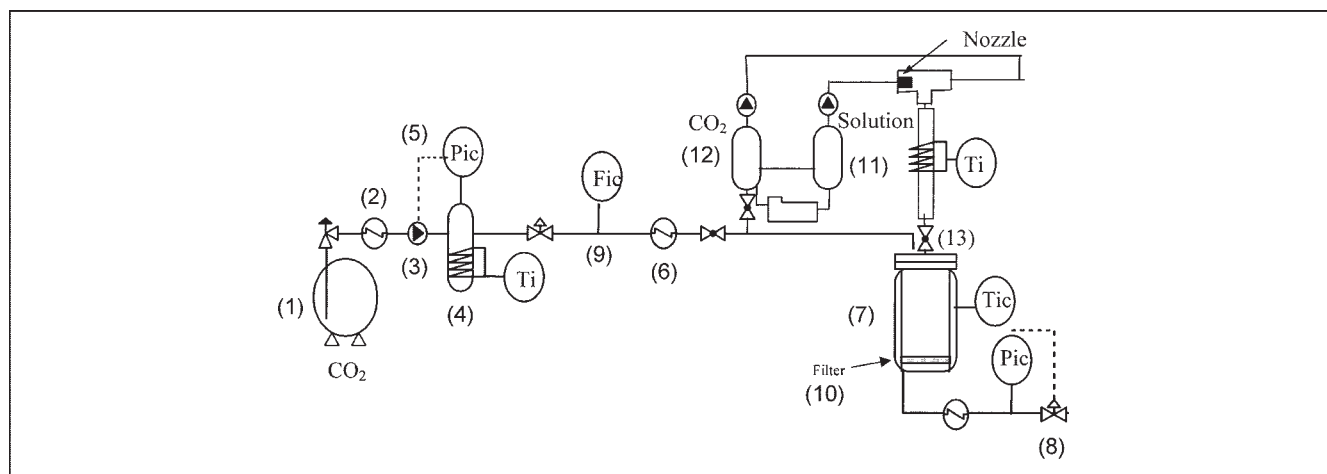 Nozzle
CO₂
Solution
(5)
Pic
(12)
(11)
Ti
Fic
(2)
(13)
(3)
(9)
(6)
(1)
Ti
(7)
Tic
(4)
CO₂
Filter
Pic
(10)
(8)